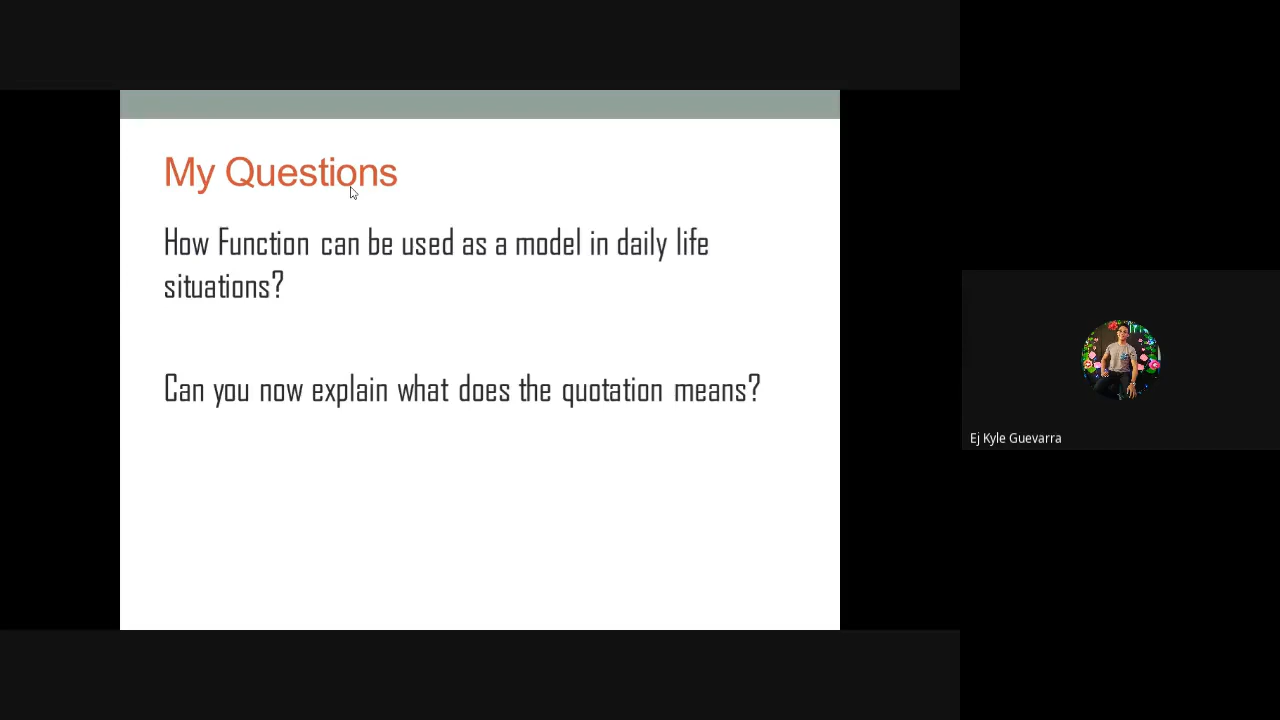 My Questions
How Function can be used as a model in daily life
situations?
Can you now explain what does the quotation means?
Ej Kyle Guevarra